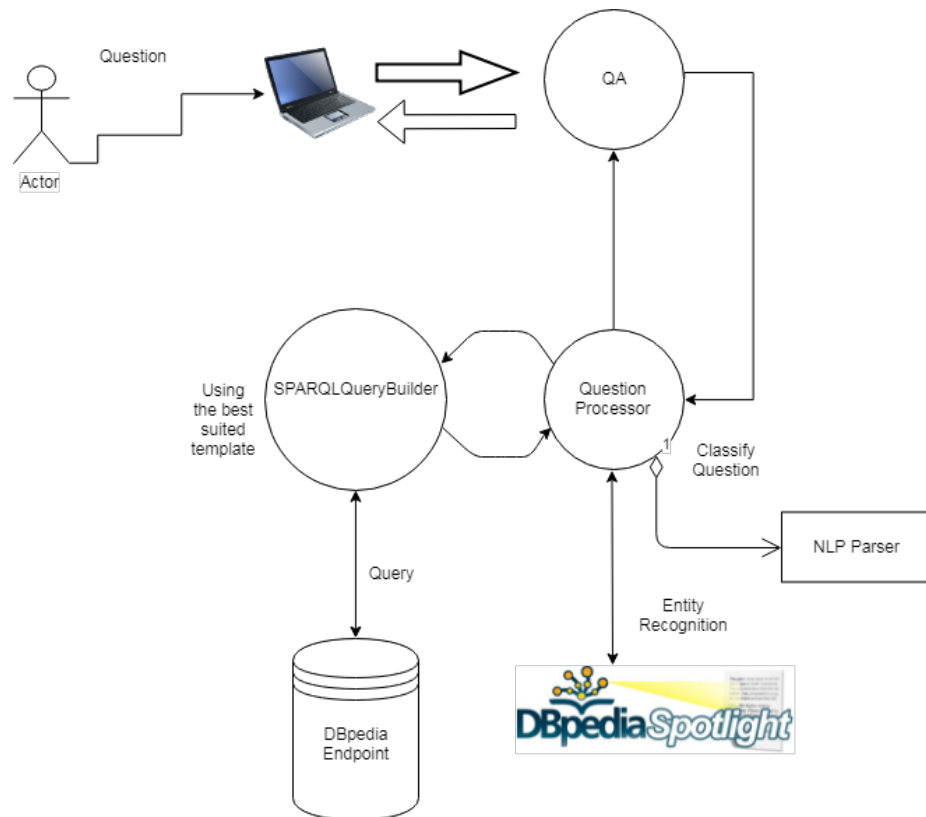 Question
QA
Actor
SPARQLQueryBuilder
Using
the best
suited
template
Question
Processor
1
Classify
Question
NLP Parser
Query
Entity
Recognition
DBpedia
Endpoint
DBpediaSpotlight